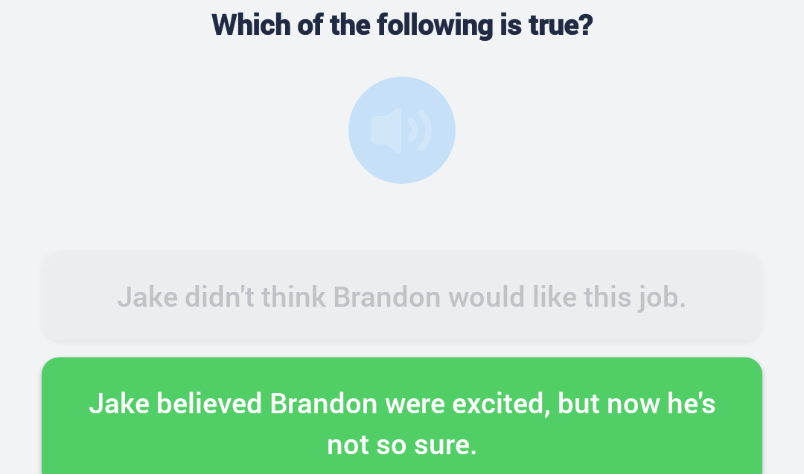 Which of the following is true?
Jake didn't think Brandon would like this job.
Jake believed Brandon were excited, but now he's
not so sure.